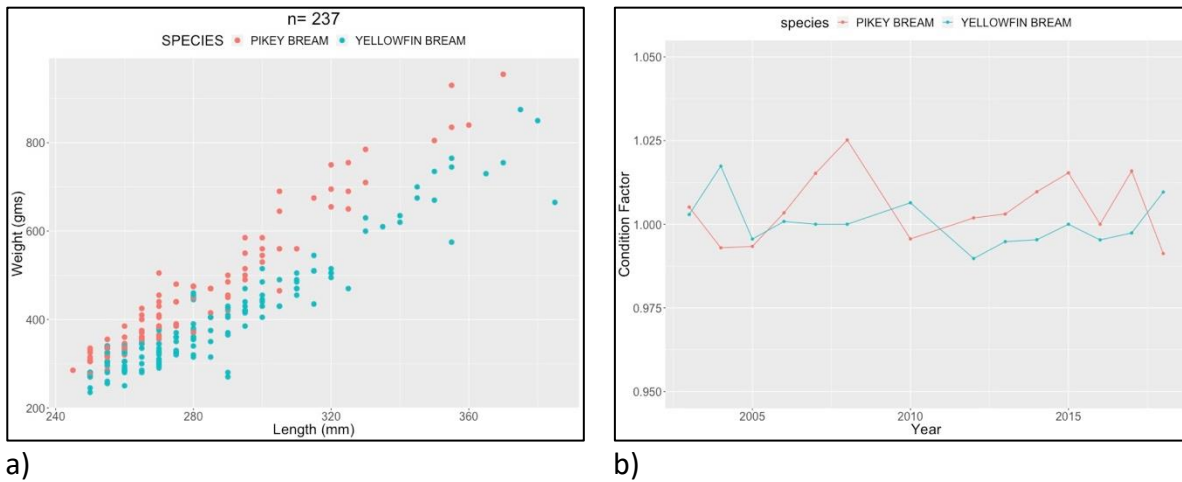 n= 237
SPECIES PIKEY BREAM YELLOWFIN BREAM
Weight (gms)
800
600
400
200
240 280 320 360
Length (mm)
a)
species PIKEY BREAM YELLOWFIN BREAM
Condition Factor
1.050
1.025
1.000
0.975
0.950
2005 2010 2015
Year
b)